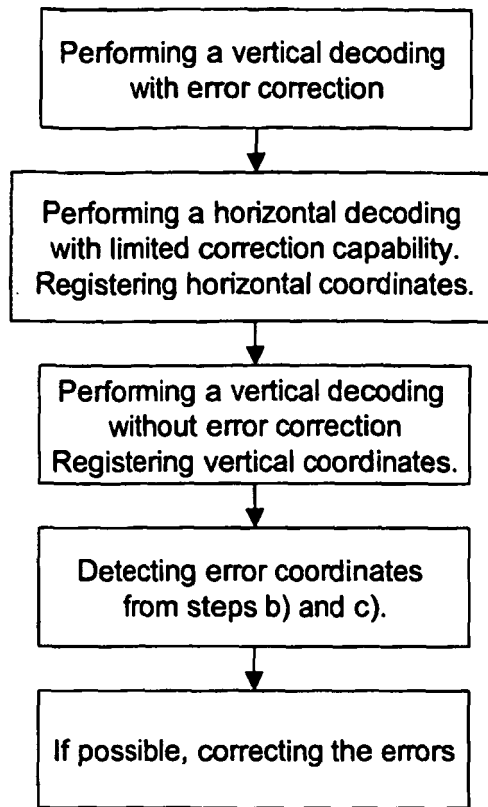 Performing a vertical decoding
with error correction
Performing a horizontal decoding
with limited correction capability.
Registering horizontal coordinates.
Performing a vertical decoding
without error correction
Registering vertical coordinates.
Detecting error coordinates
from steps b) and c).
If possible, correcting the errors